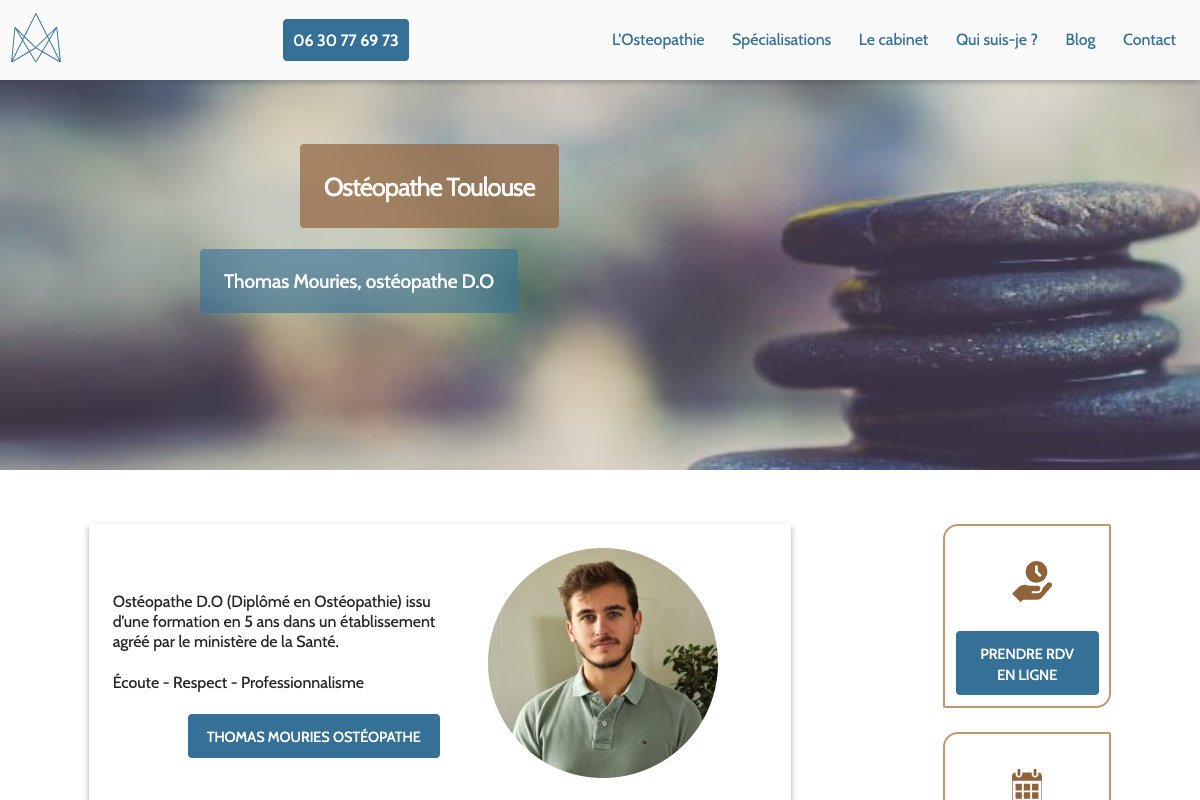 06 30 77 69 73
L'Osteopathie
Spécialisations
Le cabinet
Qui suis-je ?
Blog
Contact
Ostéopathe Toulouse
Thomas Mouries, ostéopathe D.O
Ostéopathe D.O (Diplômé en Ostéopathie) issu
d'une formation en 5 ans dans un établissement
agréé par le ministère de la Santé.
Écoute - Respect - Professionnalisme
THOMAS MOURIES OSTÉOPATHE
PRENDRE RDV
EN LIGNE